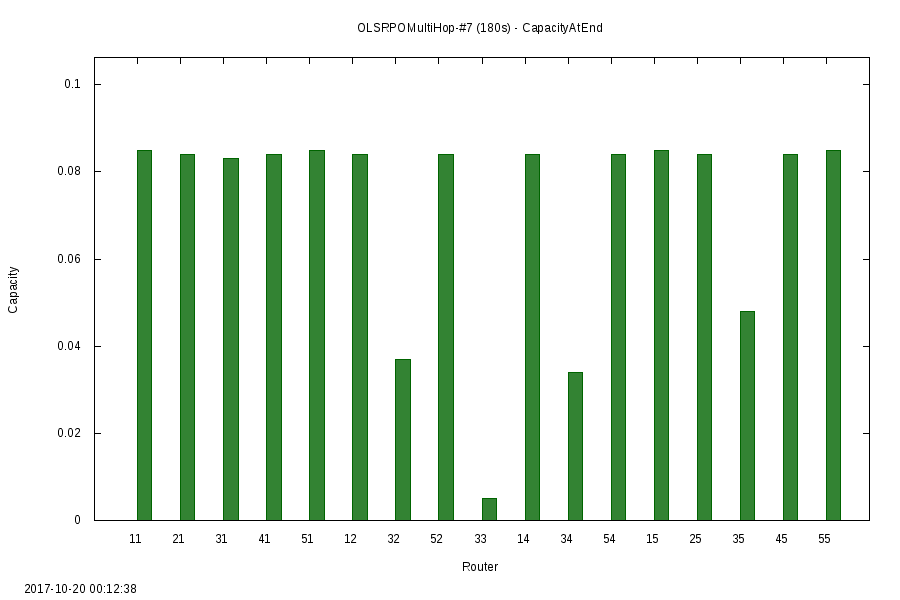 OLSRPOMultiHop-#7 (180s) - CapacityAtEnd
0.1
0.08
0.06
0.04
0.02
0
Capacity
11 21 31 41 51 12 32 52 33 14 34 54 15 25 35 45 55
Router
2017-10-20 00:12:38